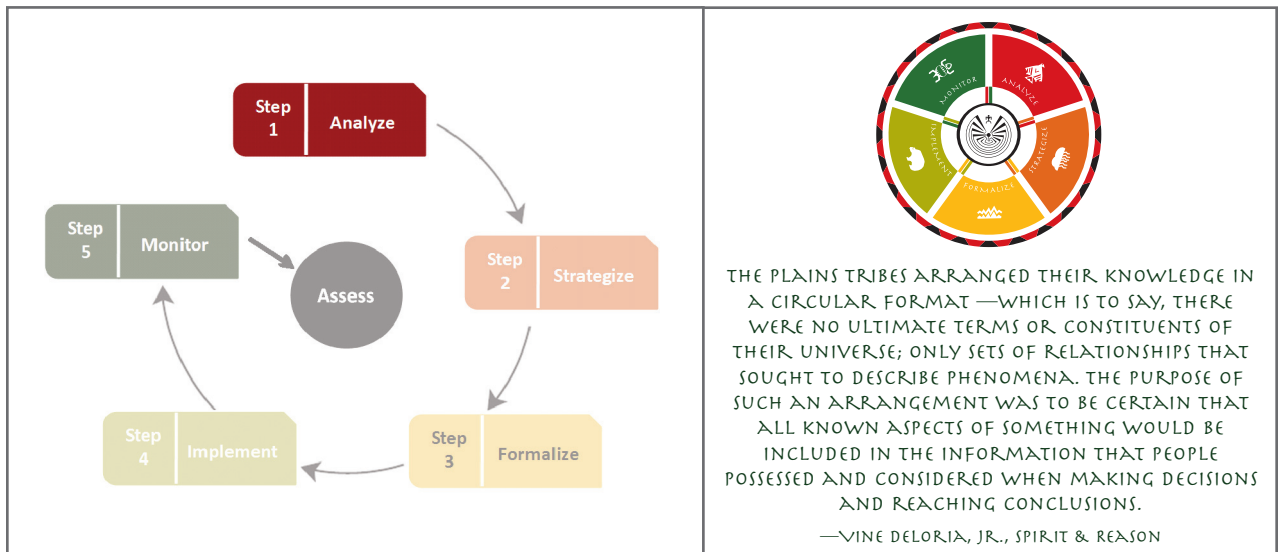 Step
1
Analyze
Step
2
Strategize
Step
3
Formalize
Step
4
Implement
Step
5
Monitor
Assess
MONITOR
ANALYZE
STRATEGIZE
FORMALIZE
IMPLEMENT
THE PLAINS TRIBES ARRANGED THEIR KNOWLEDGE IN
A CIRCULAR FORMAT —WHICH IS TO SAY, THERE
WERE NO ULTIMATE TERMS OR CONSTITUENTS OF
THEIR UNIVERSE; ONLY SETS OF RELATIONSHIPS THAT
SOUGHT TO DESCRIBE PHENOMENA. THE PURPOSE OF
SUCH AN ARRANGEMENT WAS TO BE CERTAIN THAT
ALL KNOWN ASPECTS OF SOMETHING WOULD BE
INCLUDED IN THE INFORMATION THAT PEOPLE
POSSESSED AND CONSIDERED WHEN MAKING DECISIONS
AND REACHING CONCLUSIONS.
—VINE DELORIA, JR., SPIRIT & REASON